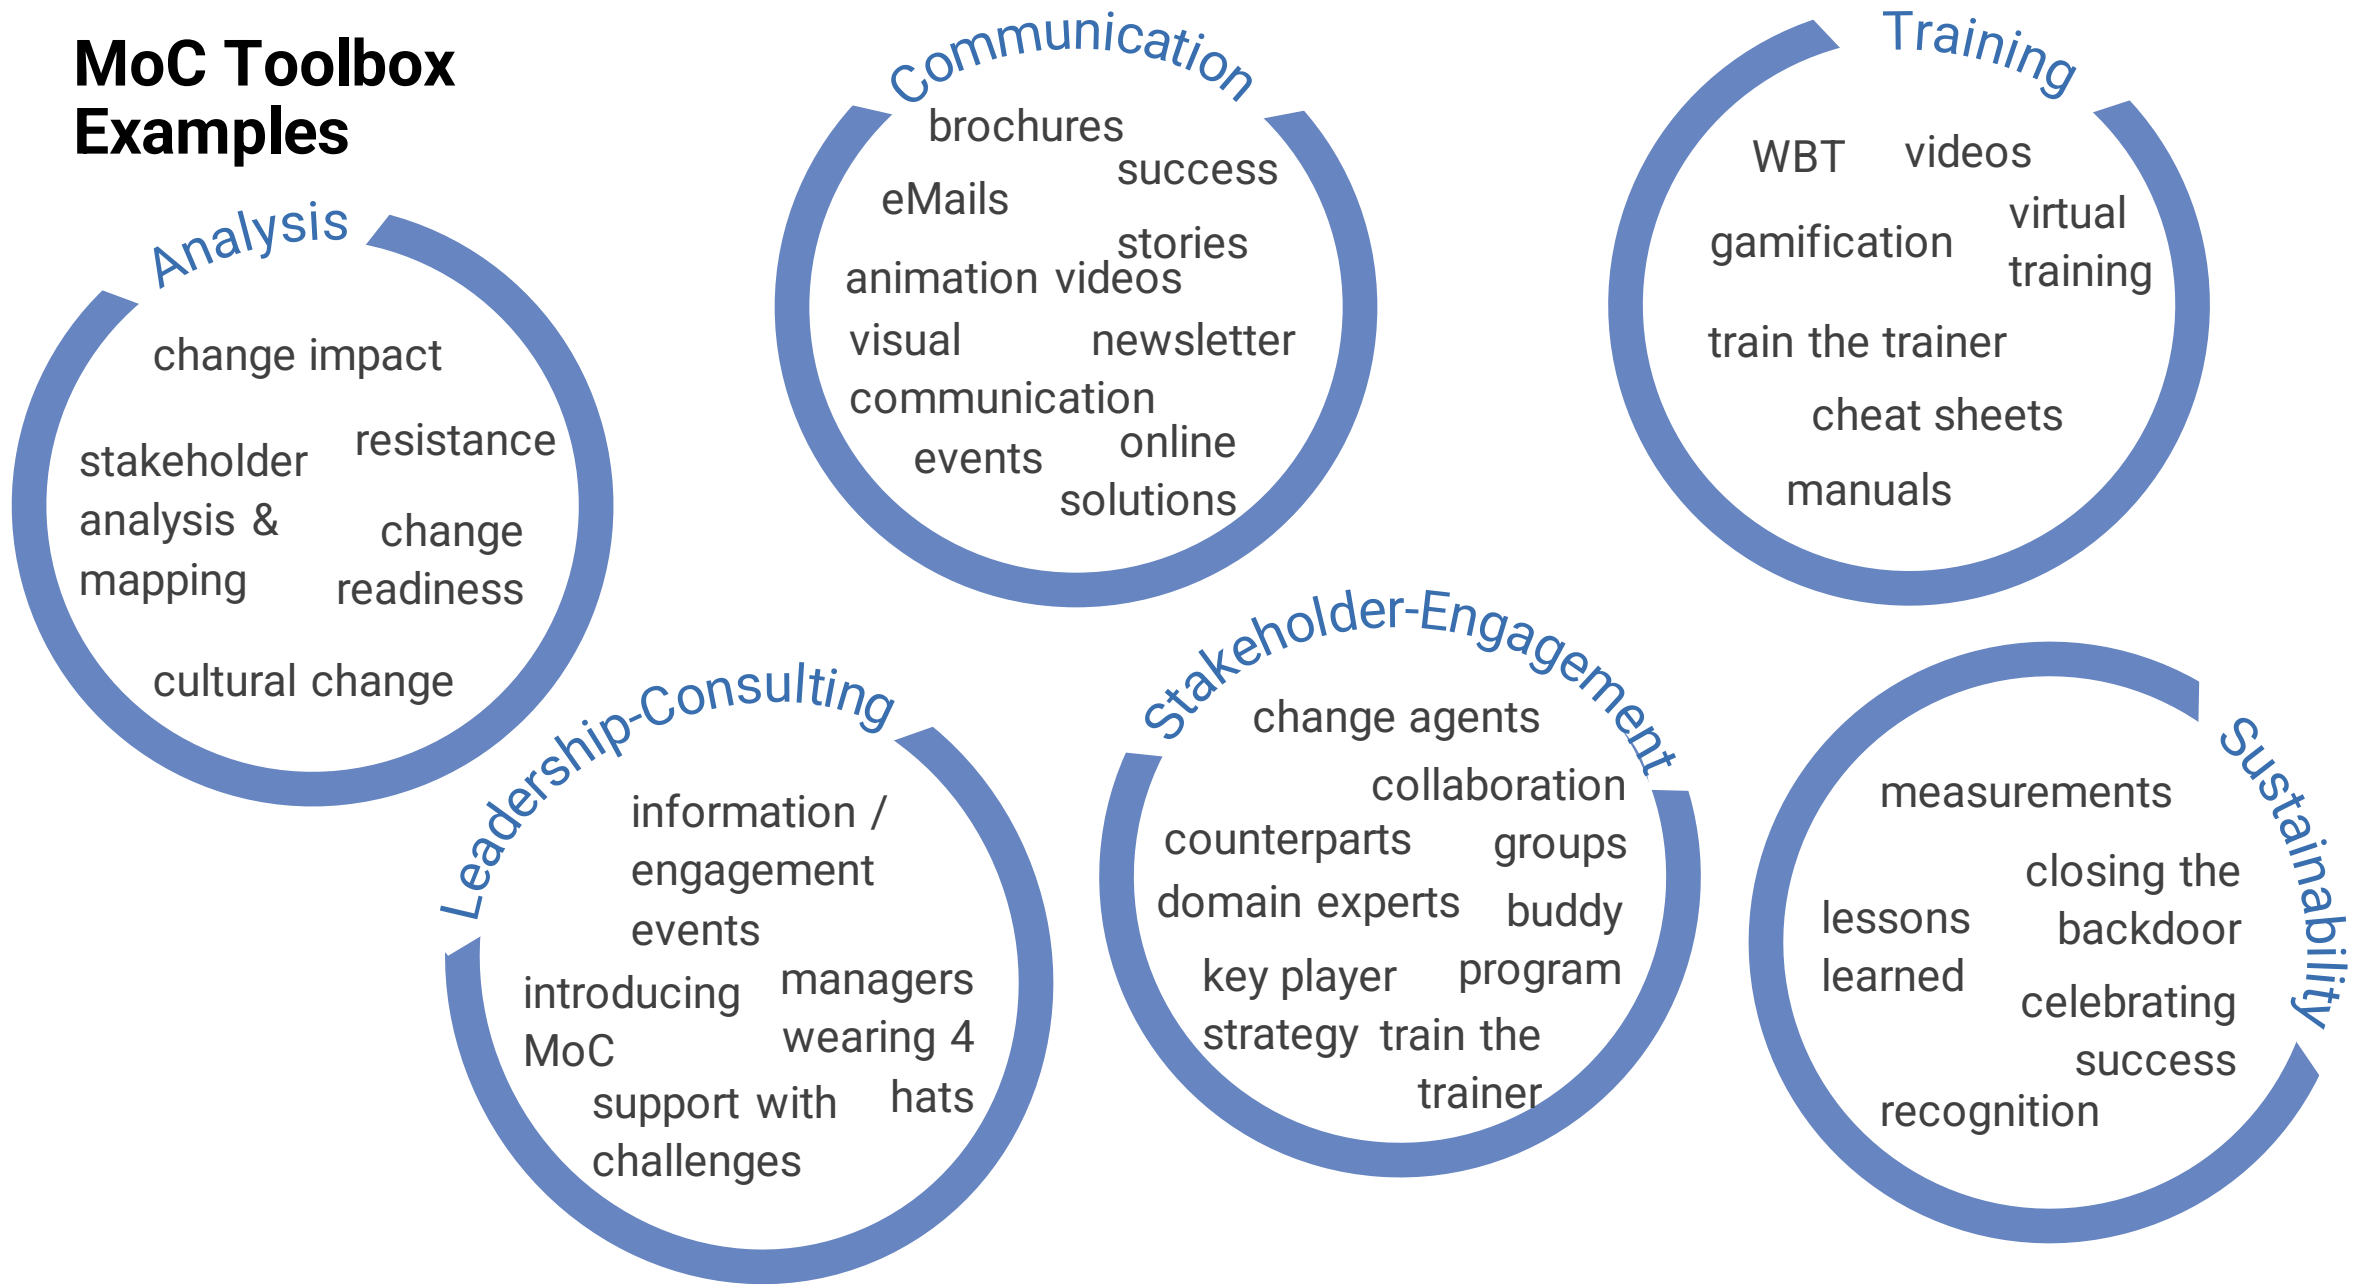 MoC Toolbox
Examples
Analysis
change impact
resistance
stakeholder
analysis &
mapping
change
readiness
cultural change
Communication
brochures
success
stories
eMails
animation videos
visual
communication
newsletter
events
online
solutions
Training
WBT
videos
gamification
virtual
training
train the trainer
cheat sheets
manuals
Leadership-Consulting
information /
engagement
events
introducing
MoC
managers
wearing 4
hats
support with
challenges
Stakeholder-Engagement
change agents
collaboration
groups
counterparts
domain experts
buddy
program
key player
strategy
train the
trainer
Sustainability
measurements
closing the
backdoor
lessons
learned
celebrating
success
recognition